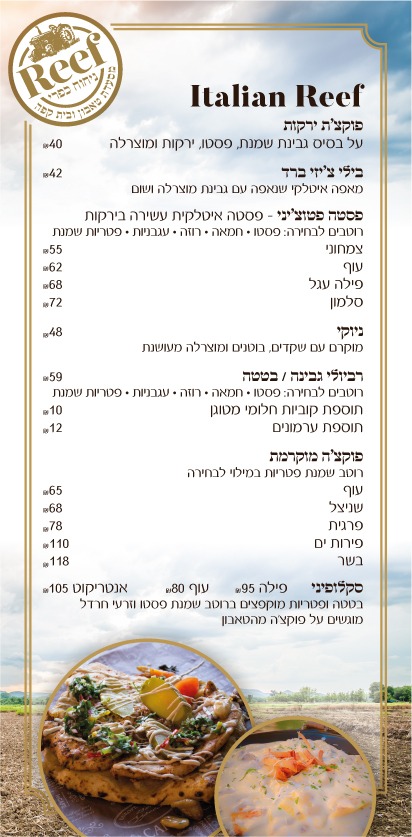 Reef
ניחוח כפרי
מסעדת טאבון ובית קפה
Italian Reef
פוקצ'ת ירקות
על בסיס גבינת שמנת, פסטו, ירקות ומוצרלה 40₪
בילי צ'יזי ברד 42₪
מאפה איטלקי שנאפה עם גבינת מוצרלה ושום
פסטה פטוצ'יני - פסטה איטלקית עשירה בירקות
רוטבים לבחירה: פסטו • חמאה • רוזה • עגבניות • פטריות שמנת
צמחוני 55₪
עוף 62₪
פילה עגל 68₪
סלמון 72₪
ניוקי 48₪
מוקרם עם שקדים, בוטנים ומוצרלה מעושנת
רביולי גבינה / בטטה 59₪
רוטבים לבחירה: פסטו • חמאה • רוזה • עגבניות • פטריות שמנת
תוספת קוביות חלומי מטוגן 10₪
תוספת ערמונים 12₪
פוקצ'ה מוקרמת
רוטב שמנת פטריות במילוי לבחירה
עוף 65₪
שניצל 68₪
פרגית 78₪
פירות ים 110₪
בשר 118₪
סקלופיני פילה 95₪ עוף 80₪ אנטריקוט 105₪
בטטה ופטריות מוקפצים ברוטב שמנת פסטו וזרעי חרדל
מוגשים על פוקצ'ה מהטאבון